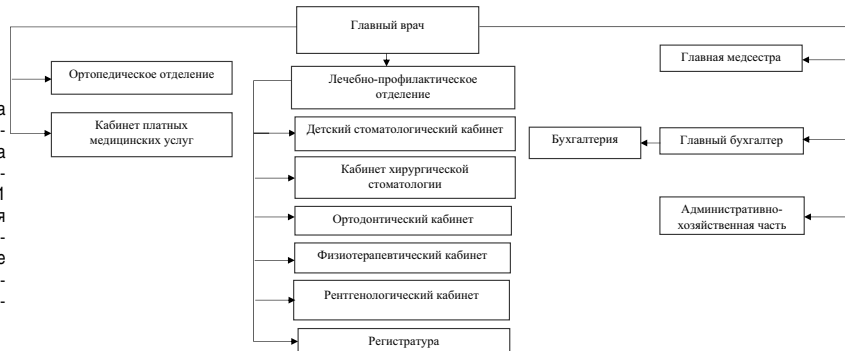 Главный врач
Ортопедическое отделение
Кабинет платных
медицинских услуг
Лечебно-профилактическое
отделение
Детский стоматологический кабинет
Кабинет хирургической
стоматологии
Ортодонтический кабинет
Физиотерапевтический кабинет
Рентгенологический кабинет
Регистратура
Бухгалтерия
Главная медсестра
Главный бухгалтер
Административно-
хозяйственная часть